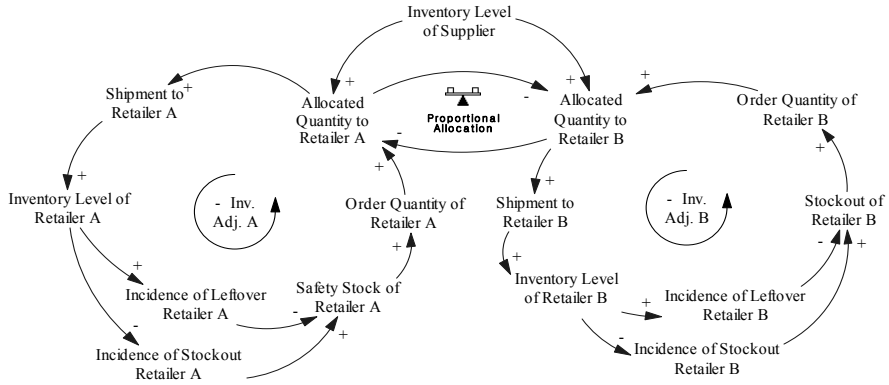 Inventory Level
of Supplier
Shipment to
Retailer A
+
+
Allocated
Quantity to
Retailer A
+
-
Proportional
Allocation
-
+
Allocated
Quantity to
Retailer B
+
Order Quantity of
Retailer B
+
+
Inventory Level of
Retailer A
- Inv.
Adj. A
+
Order Quantity of
Retailer A
+
Shipment to
Retailer B
- Inv.
Adj. B
Stockout of
Retailer B
+
+
+
-
+
Incidence of Leftover
Retailer A
-
Safety Stock of
Retailer A
Inventory Level
of Retailer B
+
Incidence of Leftover
Retailer B
-
+
Incidence of Stockout
Retailer A
-
Incidence of Stockout
Retailer B